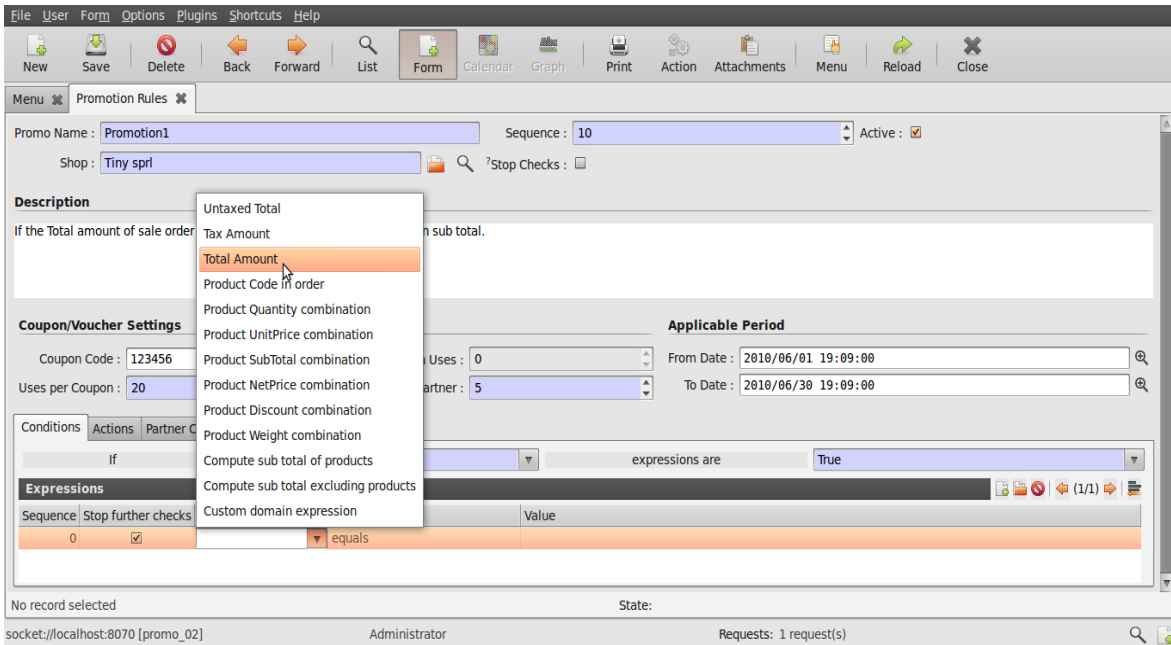 File User Form Options Plugins Shortcuts Help
New Save Delete Back Forward List Form Calendar Graph Print Action Attachments Menu Reload Close
Menu Promotion Rules
Promo Name : Promotion1 Sequence : 10 Active :
Shop : Tiny sprl ?Stop Checks :
Description
If the Total amount of sale order n sub total.
Untaxed Total
Tax Amount
Total Amount
Product Code in order
Product Quantity combination
Product UnitPrice combination
Product SubTotal combination
Product NetPrice combination
Product Discount combination
Product Weight combination
Compute sub total of products
Compute sub total excluding products
Custom domain expression
Coupon/Voucher Settings Applicable Period
Coupon Code : 123456 Uses : 0 From Date : 2010/06/01 19:09:00
Uses per Coupon : 20 artner : 5 To Date : 2010/06/30 19:09:00
Conditions Actions Partner C
If expressions are True
Expressions (1/1)
Sequence Stop further checks Value
0 equals
No record selected State:
socket://localhost:8070 [promo_02] Administrator Requests: 1 request(s)